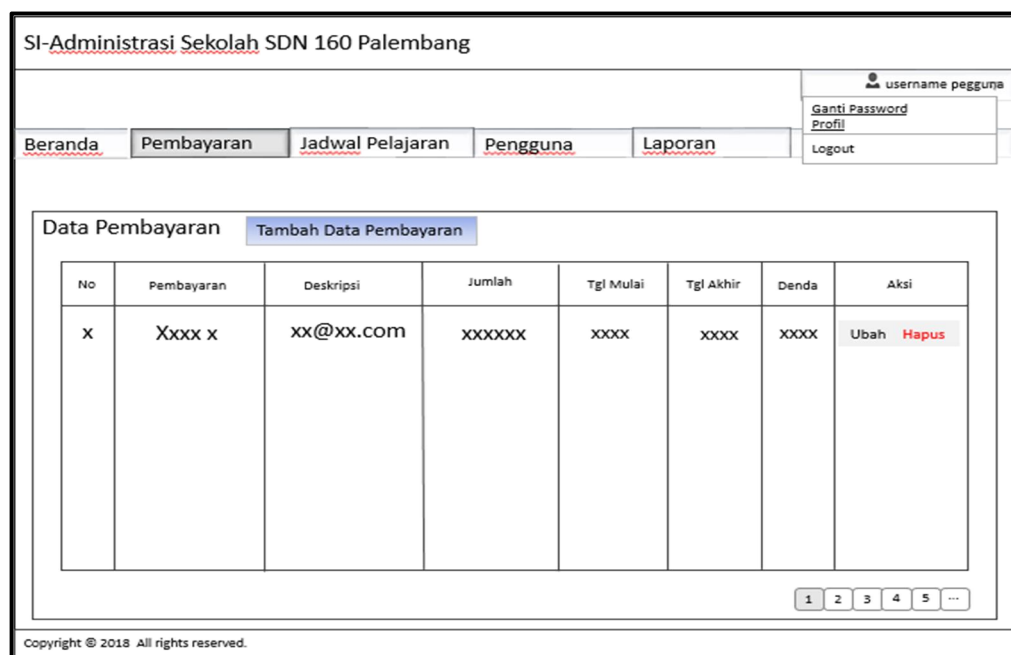 SI-Administrasi Sekolah SDN 160 Palembang
username pegguna
Ganti Password
Profil
Logout
Beranda Pembayaran Jadwal Pelajaran Pengguna Laporan
Data Pembayaran Tambah Data Pembayaran
No Pembayaran Deskripsi Jumlah Tgl Mulai Tgl Akhir Denda Aksi
x Xxxx x xx@xx.com xxxxxx xxxx xxxx xxxx Ubah Hapus
1 2 3 4 5 ...
Copyright © 2018 All rights reserved.